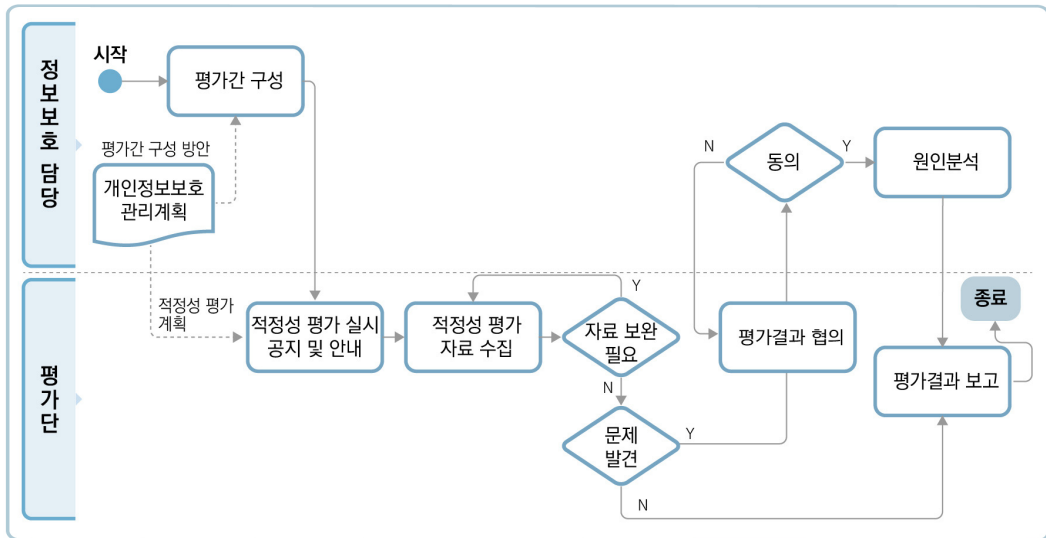 정보보호 담당
시작
평가간 구성
평가간 구성 방안
개인정보보호
관리계획
N
동의
Y
원인분석
평가단
적정성 평가
계획
적정성 평가 실시
공지 및 안내
적정성 평가
자료 수집
Y
자료 보완
필요
N
문제
발견
Y
N
평가결과 협의
종료
평가결과 보고